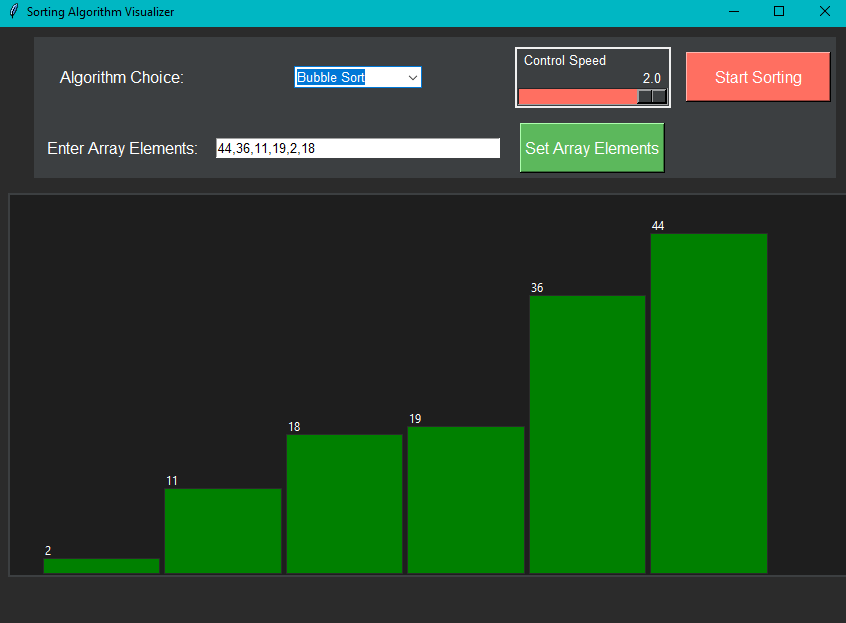 Sorting Algorithm Visualizer
Algorithm Choice:
Bubble Sort
Control Speed
2.0
Start Sorting
Enter Array Elements:
44,36,11,19,2,18
Set Array Elements
44
36
19
18
11
2